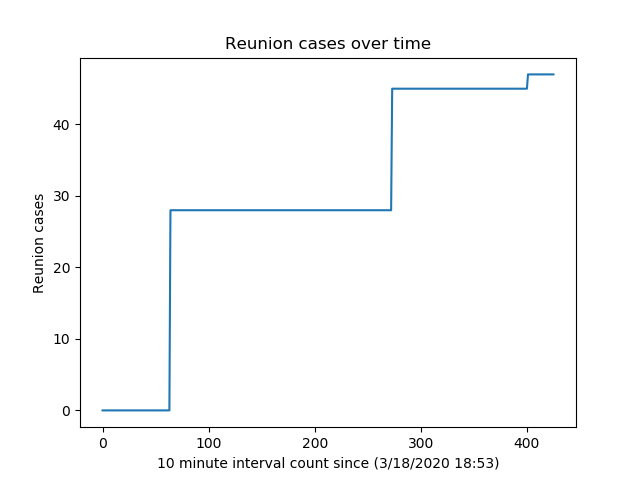 Reunion cases over time
Reunion cases
40
30
20
10
0
0 100 200 300 400
10 minute interval count since (3/18/2020 18:53)